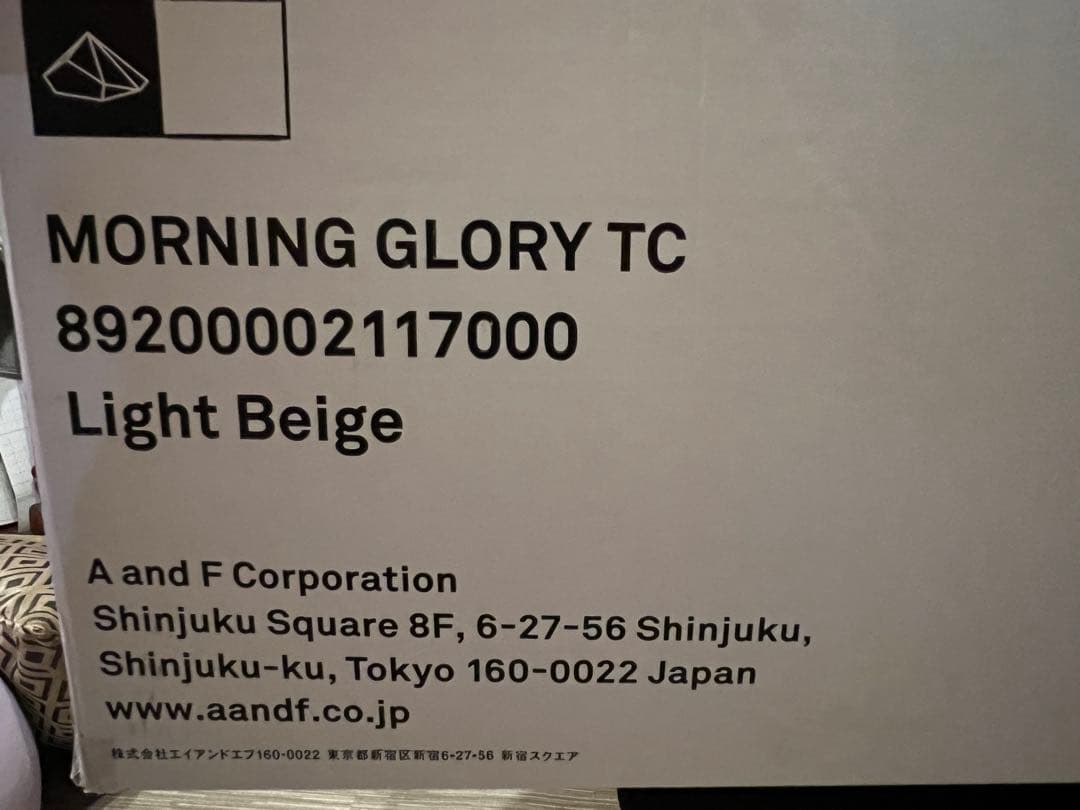 MORNING GLORY TC
89200002117000
Light Beige
A and F Corporation
Shinjuku Square 8F, 6-27-56 Shinjuku,
Shinjuku-ku, Tokyo 160-0022 Japan
www.aandf.co.jp
株式会社エイアンドエフ160-0022 東京都新宿区新宿6-27-56 新宿スクエア